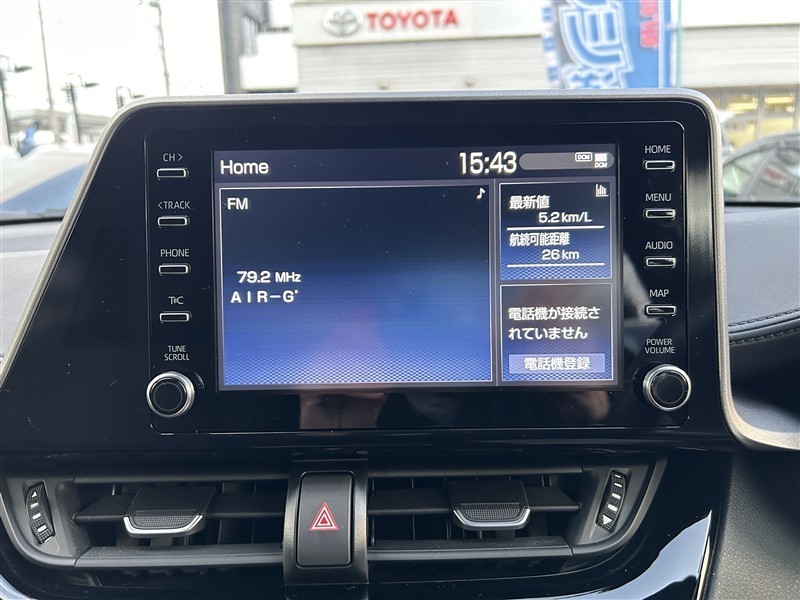 TOYOTA
CH >
Home
15:43
DCM
DCM
HOME
<TRACK
FM
最新値
5.2 km/L
MENU
PHONE
航続可能距離
26 km
AUDIO
79.2 MHz
AIR-G'
T&C
電話機が接続さ
れていません
MAP
TUNE
SCROLL
電話機登録
POWER
VOLUME